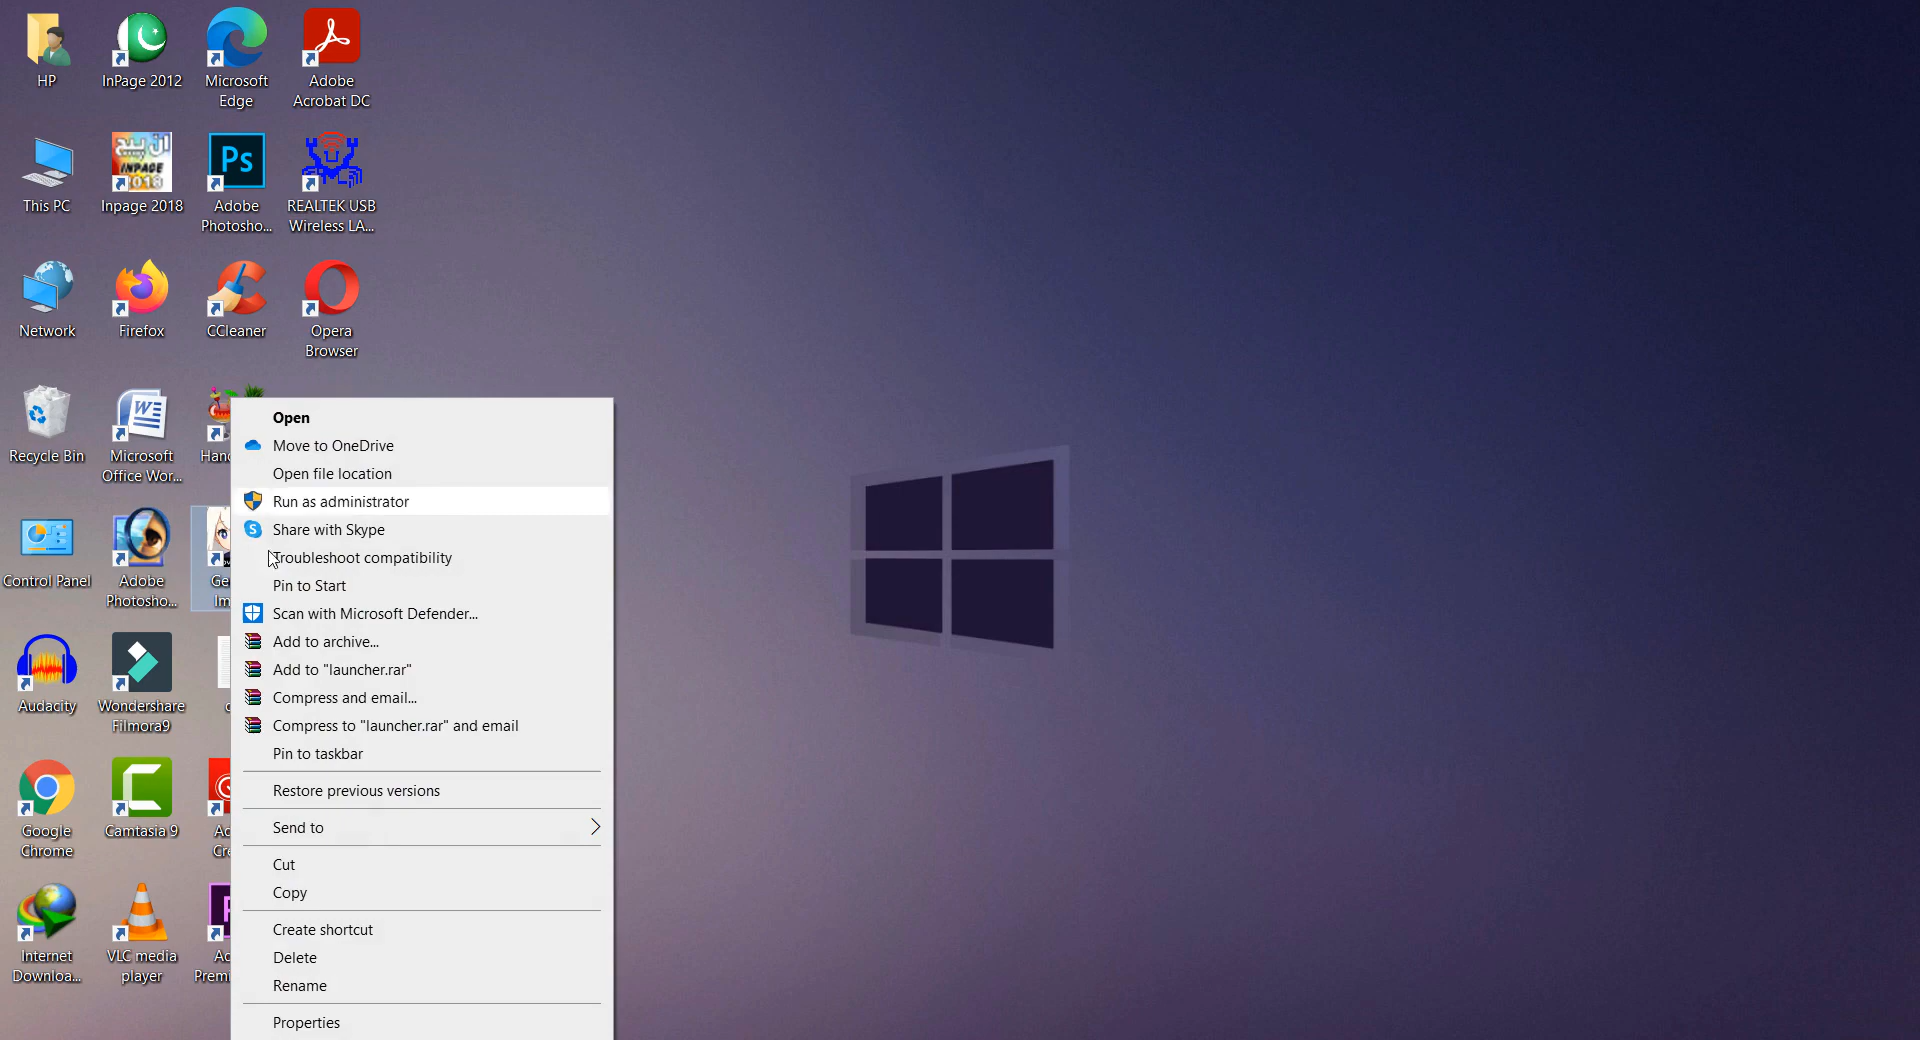 HP
InPage 2012
Microsoft
Edge
Adobe
Acrobat DC
This PC
ان پیج
INPAGE
2018
Inpage 2018
Ps
Adobe
Photosho...
REALTEK USB
Wireless LA...
Network
Firefox
CCleaner
Opera
Browser
Recycle Bin
W
Microsoft
Office Wor...
Control Panel
Adobe
Photosho...
Audacity
Wondershare
Filmora9
Google
Chrome
Camtasia 9
Internet
Downloa...
VLC media
player
Open
Move to OneDrive
Open file location
Run as administrator
Share with Skype
Troubleshoot compatibility
Pin to Start
Scan with Microsoft Defender...
Add to archive...
Add to "launcher.rar"
Compress and email...
Compress to "launcher.rar" and email
Pin to taskbar
Restore previous versions
Send to
Cut
Copy
Create shortcut
Delete
Rename
Properties